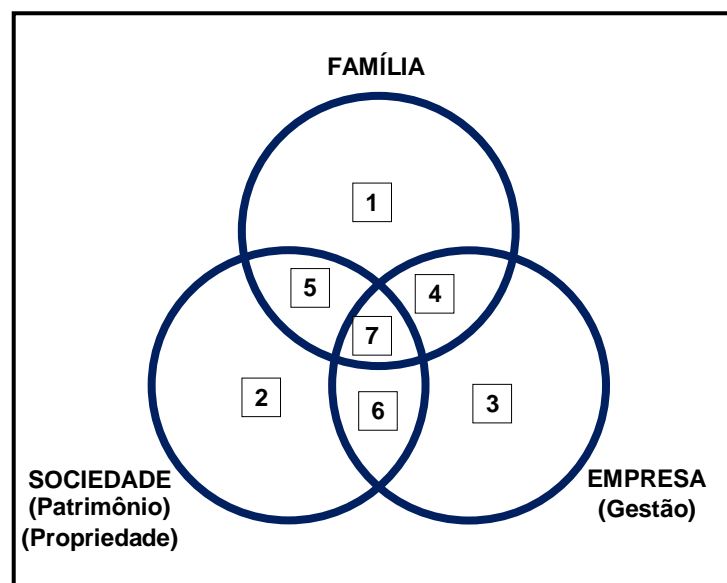 FAMÍLIA
1
5
4
7
2
6
3
SOCIEDADE
(Patrimônio)
(Propriedade)
EMPRESA
(Gestão)